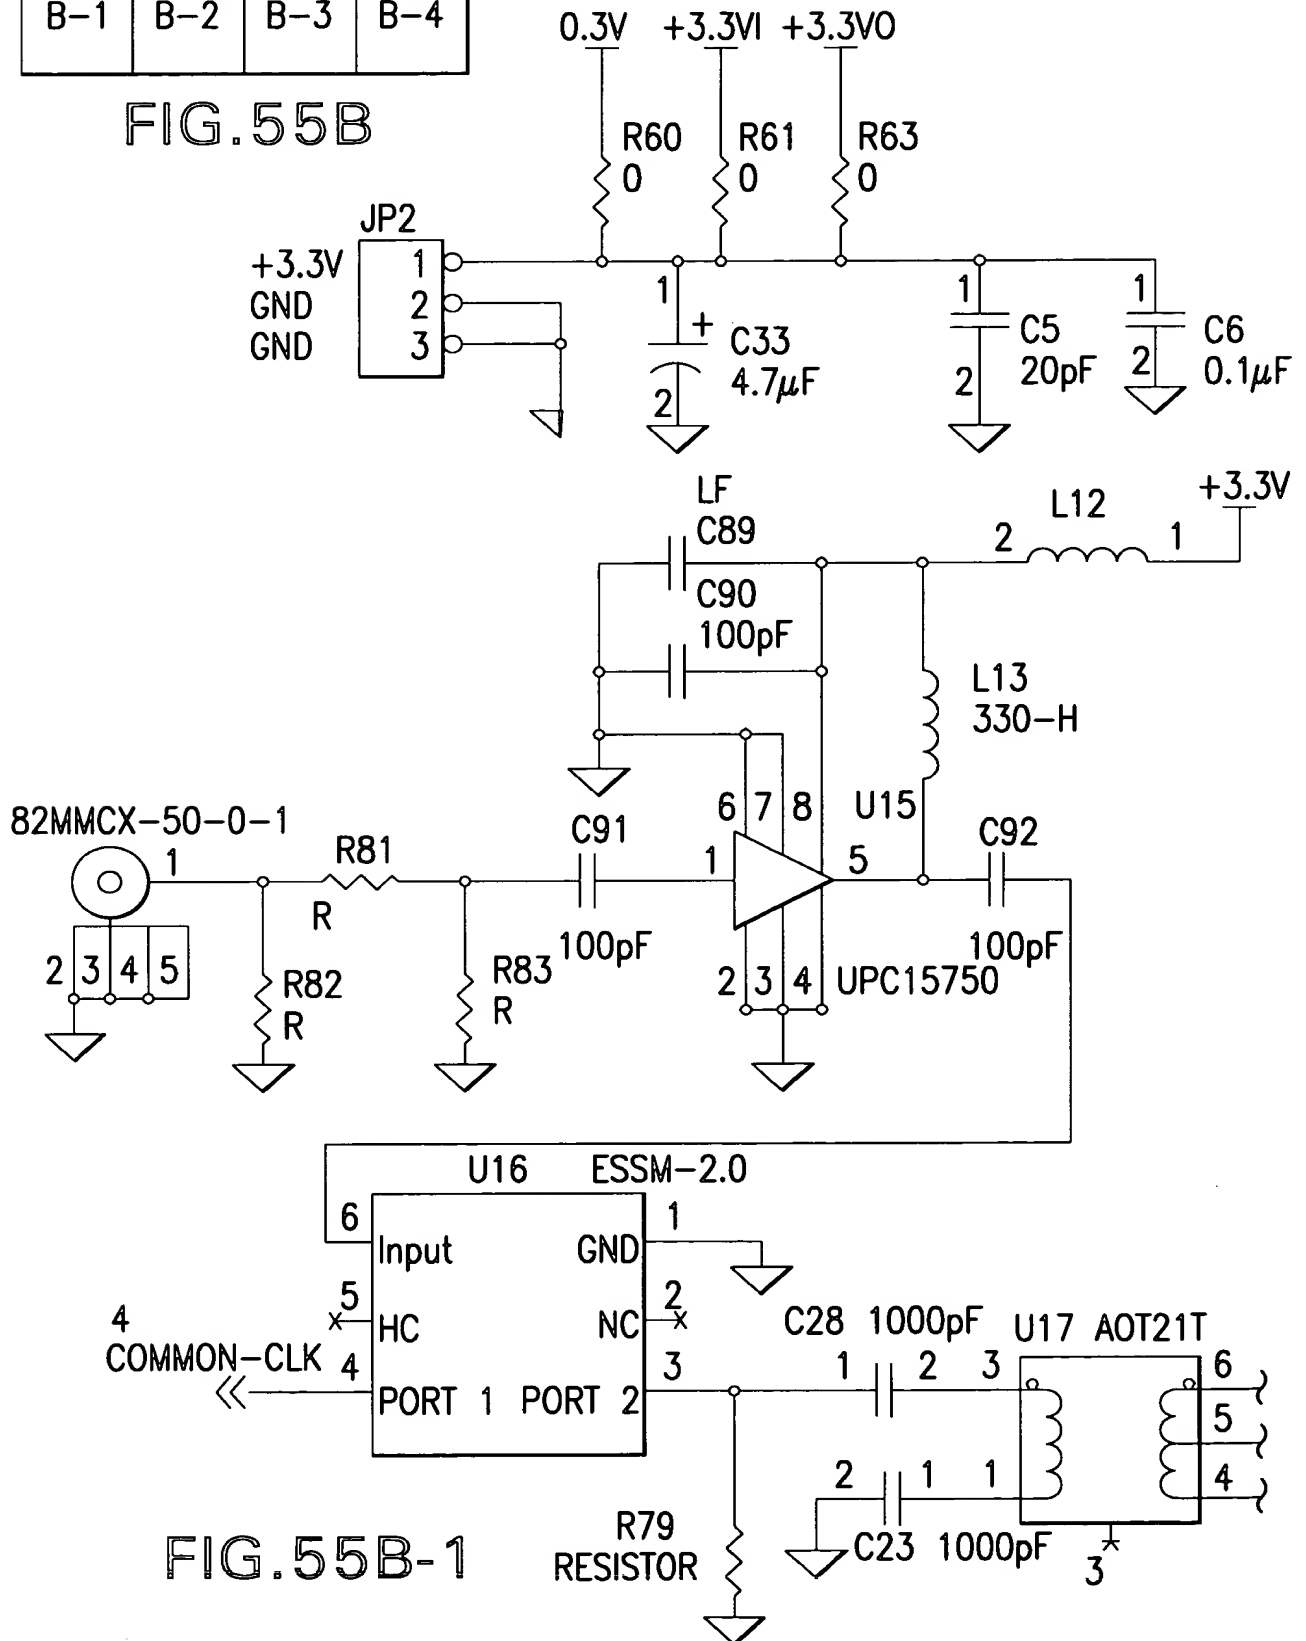 B-1 B-2 B-3 B-4
FIG.55B
0.3V +3.3VI +3.3VO
R60
0
R61
0
R63
0
JP2
+3.3V 1
GND 2
GND 3
1
+
C33
4.7μF
2
1
C5
20pF
2
1
C6
0.1μF
2
LF
C89
C90
100pF
2 L12 1
+3.3V
L13
330-H
82MMCX-50-0-1
1
2 3 4 5
R81
R
R82
R
R83
R
C91
100pF
1
6 7 8
U15
5
2 3 4
UPC15750
C92
100pF
U16 ESSM-2.0
6 Input GND 1
5 HC NC 2
4
COMMON-CLK 4 PORT 1 PORT 2 3
C28 1000pF
1 2 3
U17 AOT21T
6
5
4
2 1 1
C23 1000pF
3
R79
RESISTOR
FIG.55B-1